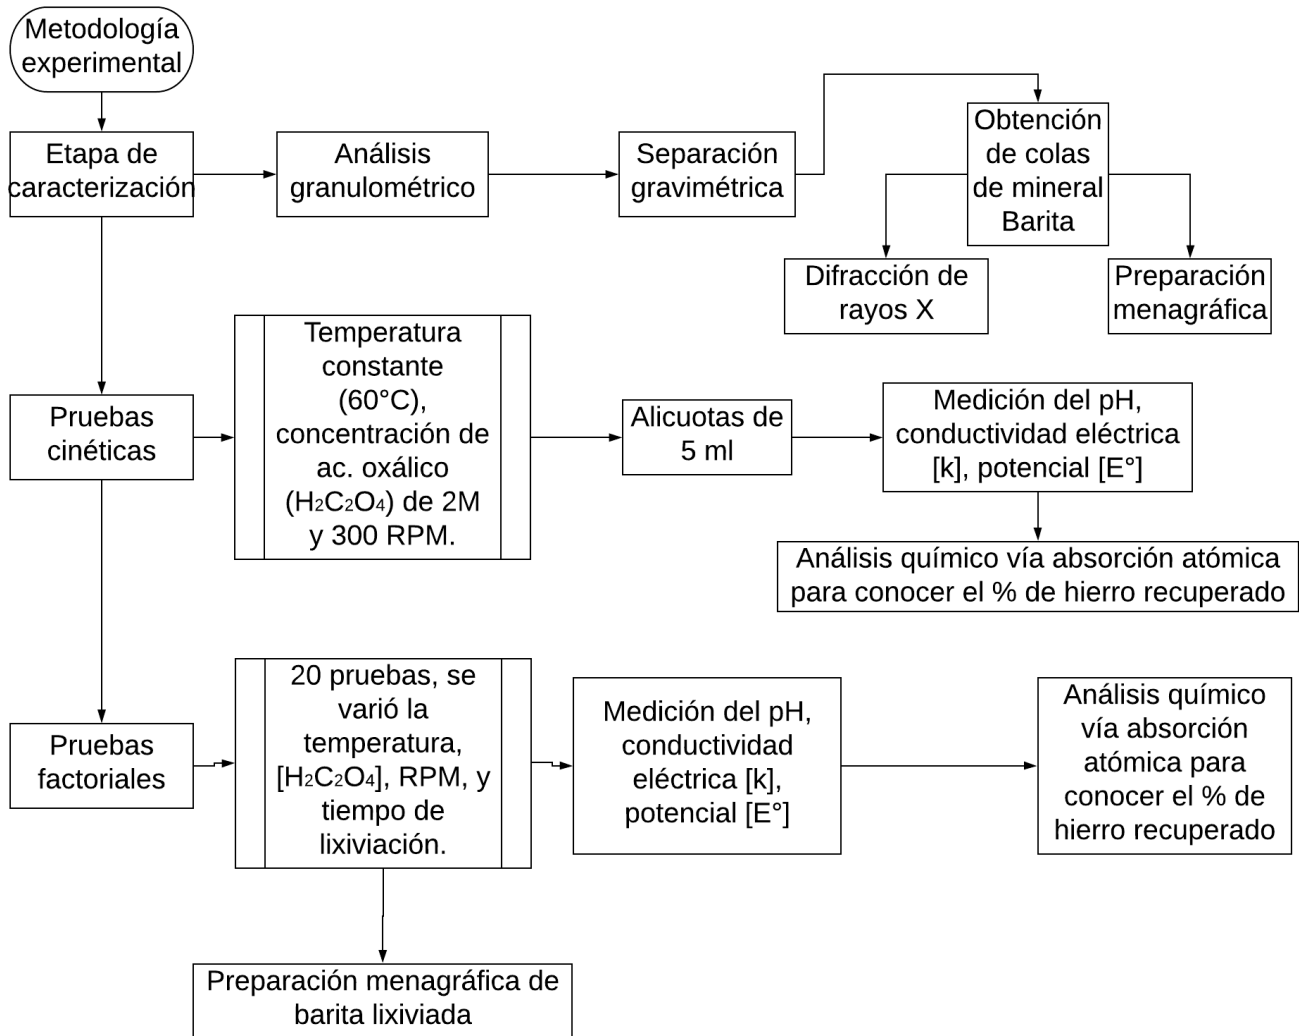 Metodología
experimental
Etapa de
caracterización
Análisis
granulométrico
Separación
gravimétrica
Obtención
de colas
de mineral
Barita
Difracción de
rayos X
Preparación
menagráfica
Pruebas
cinéticas
Temperatura
constante
(60°C),
concentración de
ac. oxálico
(H₂C₂O₄) de 2M
y 300 RPM.
Alicuotas de
5 ml
Medición del pH,
conductividad eléctrica
[k], potencial [E°]
Análisis químico vía absorción atómica
para conocer el % de hierro recuperado
Pruebas
factoriales
20 pruebas, se
varió la
temperatura,
[H₂C₂O₄], RPM, y
tiempo de
lixiviación.
Medición del pH,
conductividad
eléctrica [k],
potencial [E°]
Análisis químico
vía absorción
atómica para
conocer el % de
hierro recuperado
Preparación menagráfica de
barita lixiviada